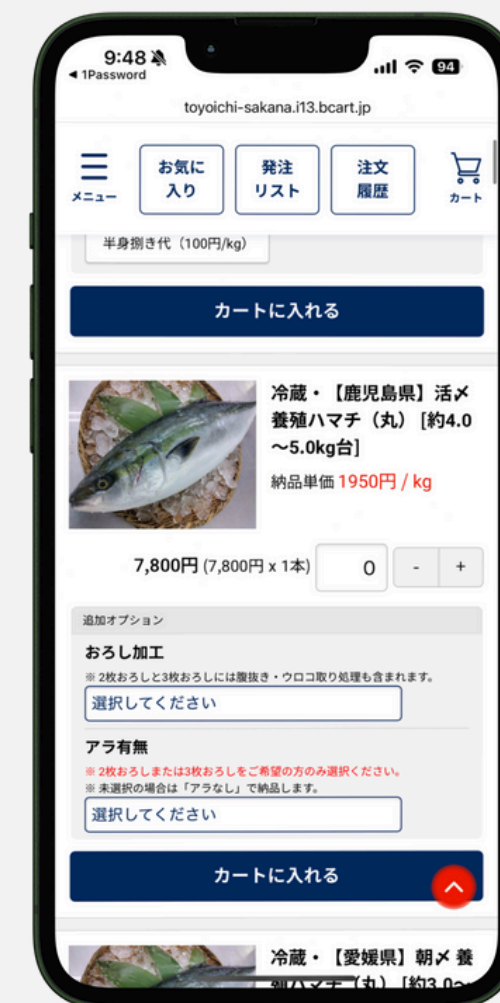 9:48
◀ 1Password
94
toyoichi-sakana.i13.bcart.jp
メニュー
お気に
入り
発注
リスト
注文
履歴
カート
半身捌き代（100円/kg）
カートに入れる
冷蔵・【鹿児島県】活〆
養殖ハマチ（丸）[約4.0
～5.0kg台]
納品単価 1950円 / kg
7,800円 (7,800円 x 1本)
0
-
+
追加オプション
おろし加工
※ 2枚おろしと3枚おろしには腹抜き・ウロコ取り処理も含まれます。
選択してください
アラ有無
※ 2枚おろしまたは3枚おろしをご希望の方のみ選択ください。
※ 未選択の場合は「アラなし」で納品します。
選択してください
カートに入れる
冷蔵・【愛媛県】朝〆 養
殖ハマチ（丸）[約3.0～